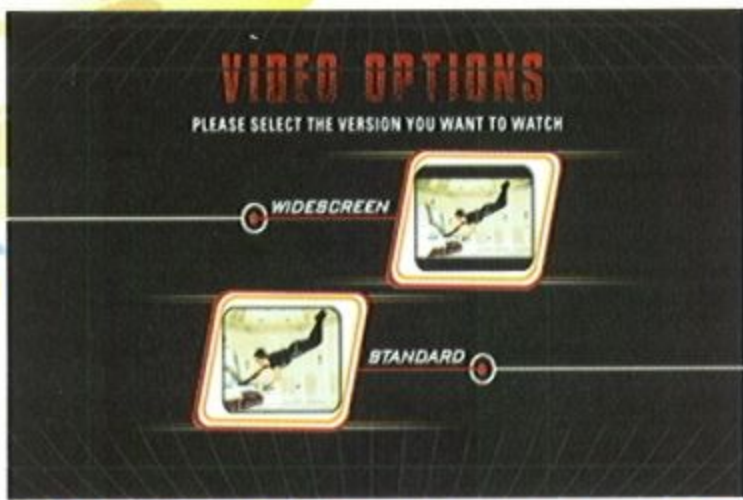 VIDEO OPTIONS
PLEASE SELECT THE VERSION YOU WANT TO WATCH
WIDESCREEN
STANDARD